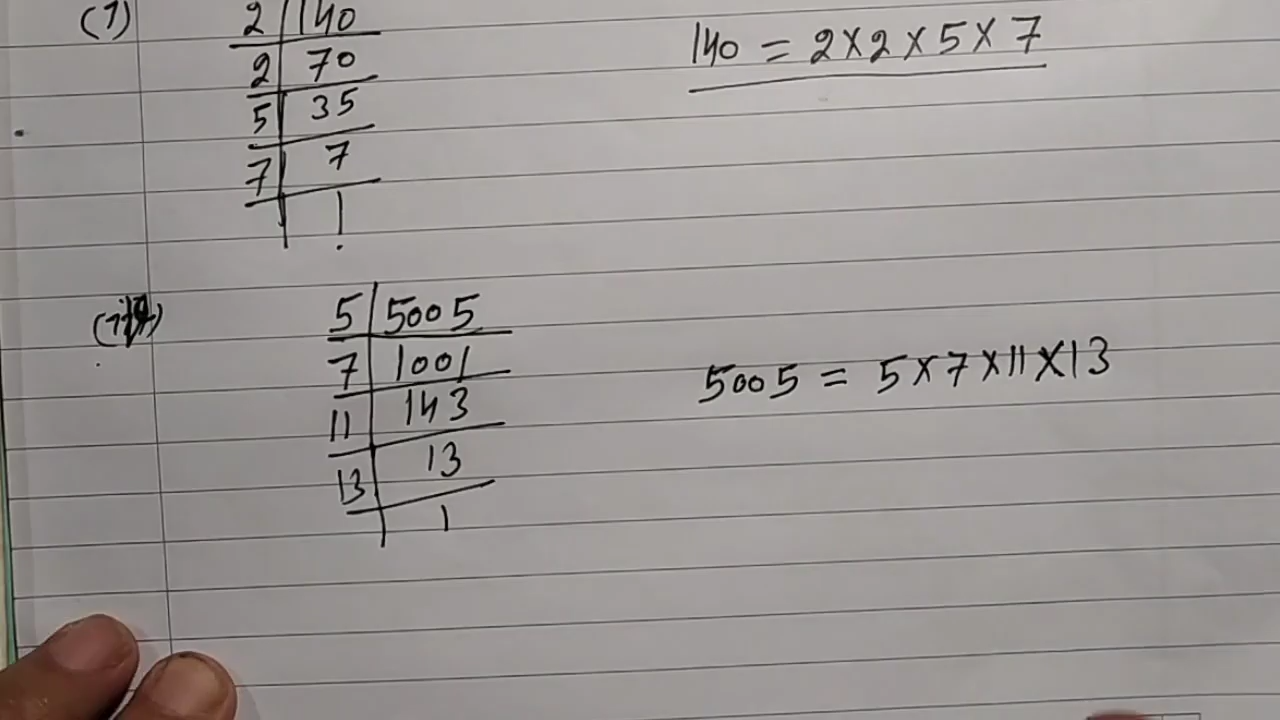 (1)
2 | 140
2 | 70
5 | 35
7 | 7
1
140 = 2×2×5×7
5 | 5005
7 | 1001
11 | 143
13 | 13
1
5005 = 5×7×11×13